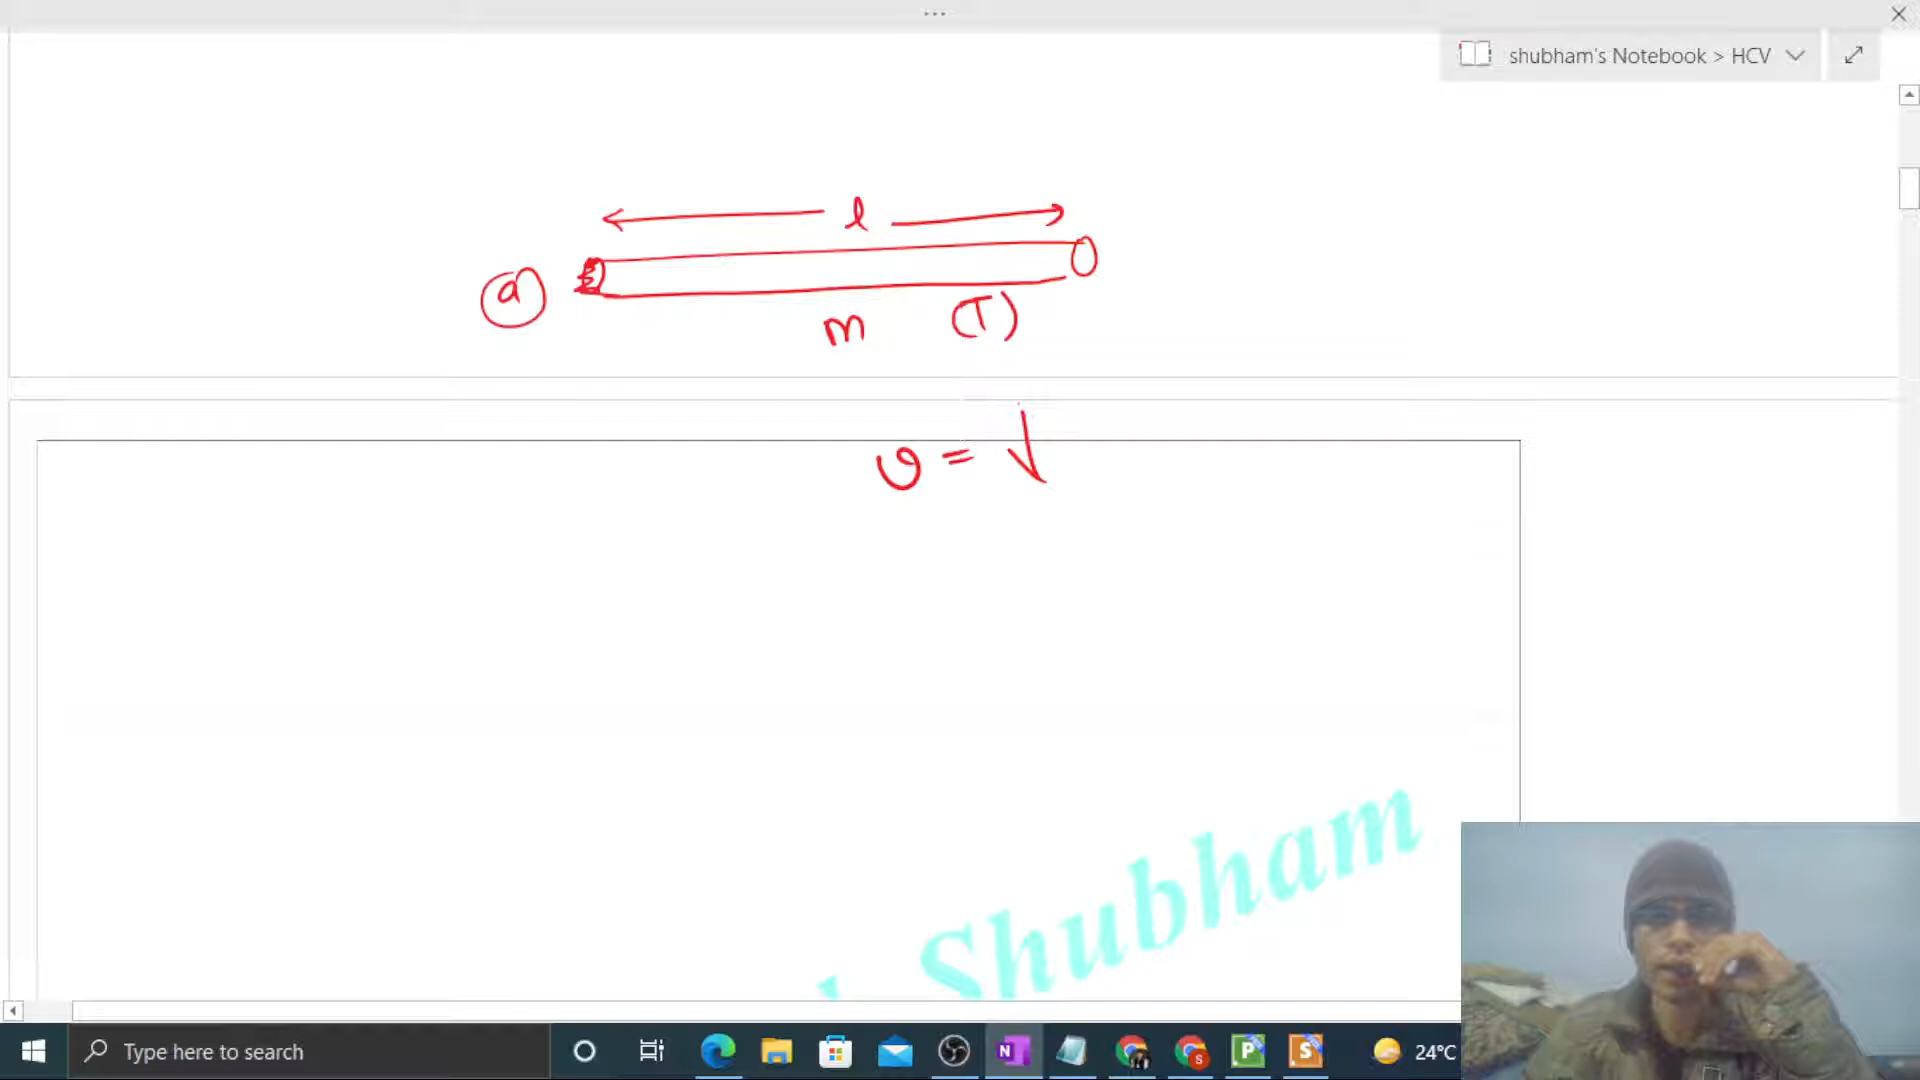 ...
shubham's Notebook > HCV
l
a
m (T)
v = √
Shubham
Type here to search
24°C